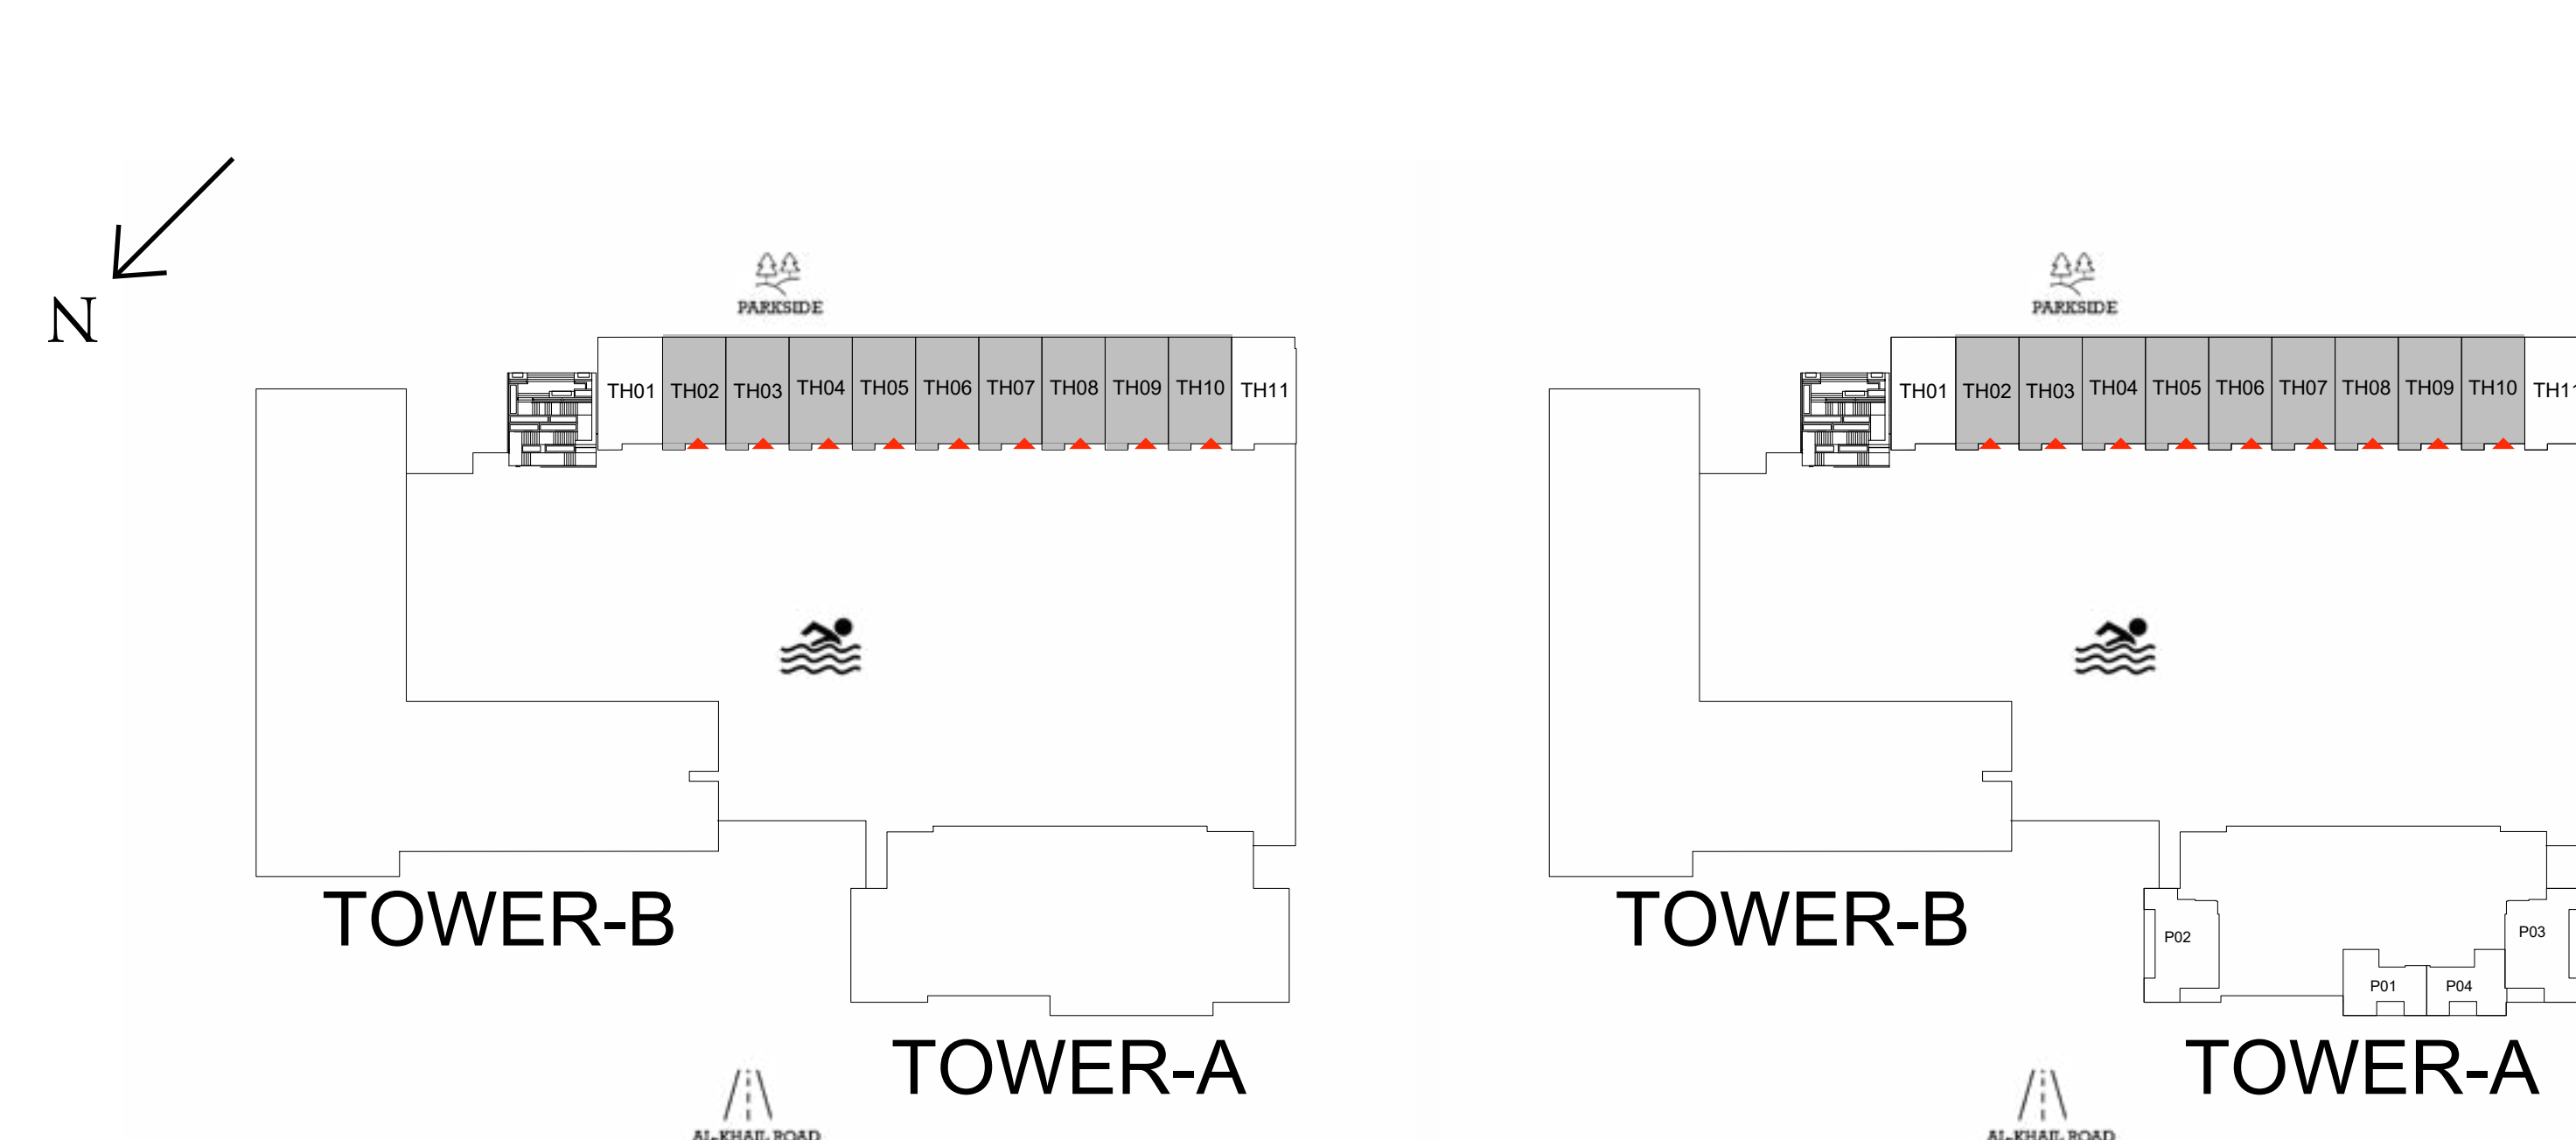 N
PARKSIDE
TH01 TH02 TH03 TH04 TH05 TH06 TH07 TH08 TH09 TH10 TH11
TOWER-B
TOWER-A
AL-KHAIL ROAD
PARKSIDE
TH01 TH02 TH03 TH04 TH05 TH06 TH07 TH08 TH09 TH10 TH11
P02
P03
P01
P04
TOWER-B
TOWER-A
AL-KHAIL ROAD